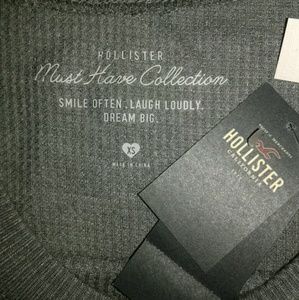 HOLLISTER
Must Have Collection
SMILE OFTEN. LAUGH LOUDLY.
DREAM BIG.
XS
MADE IN CHINA
HOLLISTER
CALIFORNIA